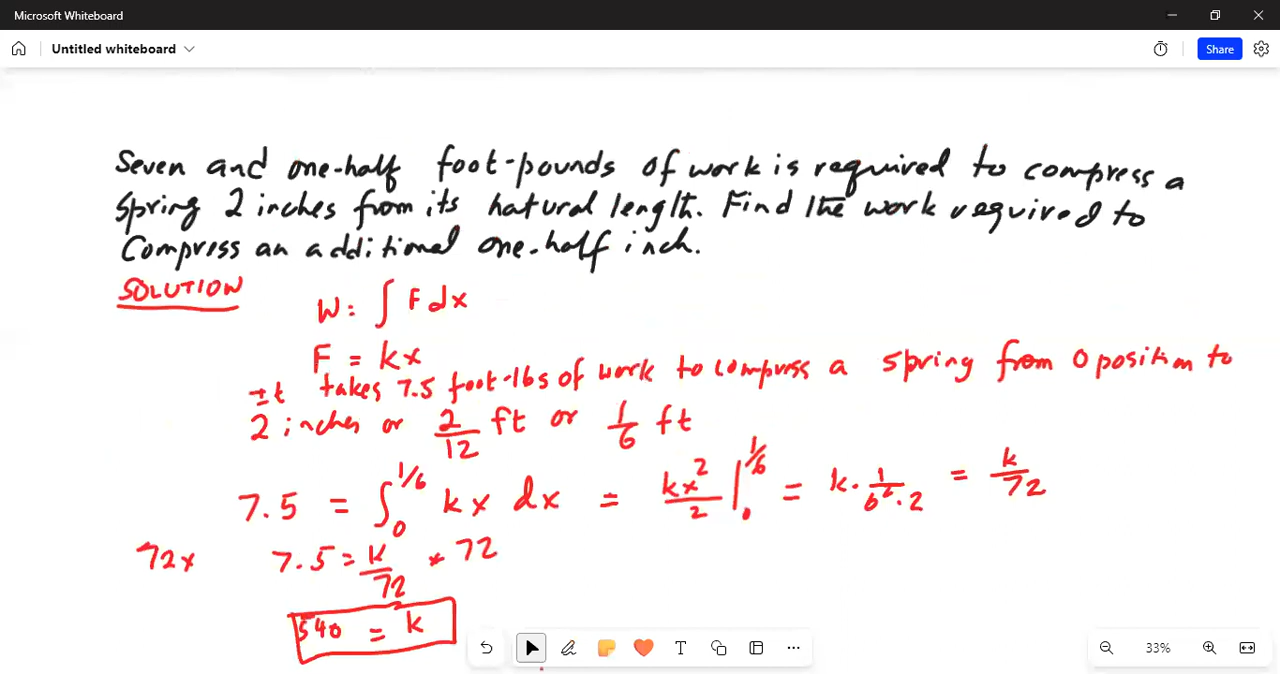 Microsoft Whiteboard
Untitled whiteboard
Share
Seven and one-half foot-pounds of work is required to compress a
spring 2 inches from its natural length. Find the work required to
compress an additional one-half inch.
SOLUTION
W = ∫ F dx
F = kx
It takes 7.5 foot-lbs of work to compress a spring from 0 position to
2 inches or 2/12 ft or 1/6 ft
7.5 = ∫₀^1/6 kx dx = kx²/2 |₀^1/6 = k · 1/6² · 2 = k/72
72 x 7.5 = k/72 * 72
540 = k
T
33%